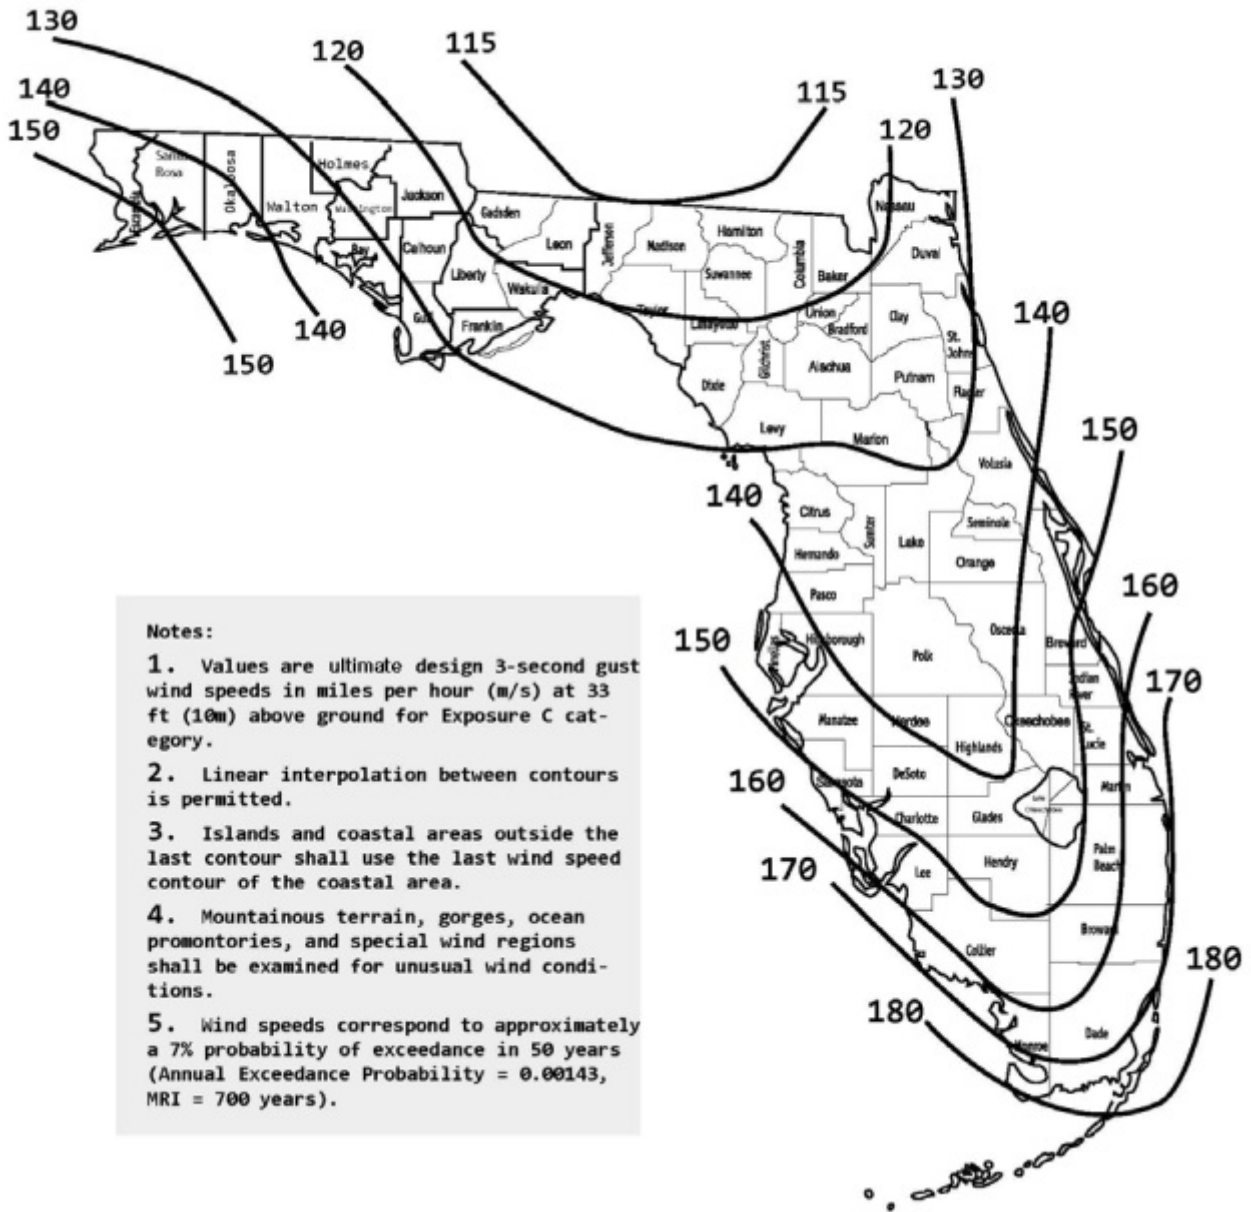 130
120
115
140
115
130
150
120
Santa
Rosa
Okaloosa
Holmes
Walton
Washington
Jackson
Gadsden
Leon
Jefferson
Madison
Hamilton
Nassau
Duval
Bay
Calhoun
Liberty
Wakulla
Suwannee
Columbia
Baker
Gulf
Frankin
Taylor
Lafayette
Union
Bradford
Clay
St.
Johns
140
140
150
Dixie
Gilchrist
Alachua
Putnam
Flagler
Levy
Marion
Volusia
150
140
Citrus
Sumter
Lake
Seminole
Hernando
Orange
Pasco
160
Hillsborough
Pinellas
Polk
Osceola
Brevard
Indian
River
150
170
Manatee
Hardee
Highlands
Okeechobee
St.
Lucie
Sarasota
DeSoto
Martin
160
Charlotte
Glades
Lee
Hendry
Palm
Beach
170
Collier
Broward
180
180
Monroe
Dade
Notes:
1. Values are ultimate design 3-second gust
wind speeds in miles per hour (m/s) at 33
ft (10m) above ground for Exposure C cat-
egory.
2. Linear interpolation between contours
is permitted.
3. Islands and coastal areas outside the
last contour shall use the last wind speed
contour of the coastal area.
4. Mountainous terrain, gorges, ocean
promontories, and special wind regions
shall be examined for unusual wind condi-
tions.
5. Wind speeds correspond to approximately
a 7% probability of exceedance in 50 years
(Annual Exceedance Probability = 0.00143,
MRI = 700 years).